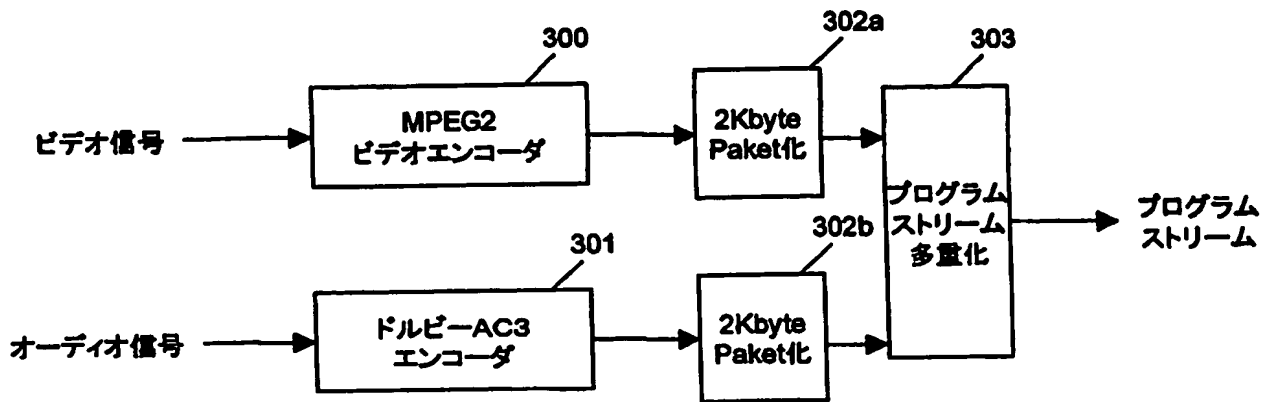 300
302a
303
ビデオ信号
MPEG2
ビデオエンコーダ
2Kbyte
Paket化
プログラム
ストリーム
多重化
プログラム
ストリーム
301
302b
オーディオ信号
ドルビーAC3
エンコーダ
2Kbyte
Paket化